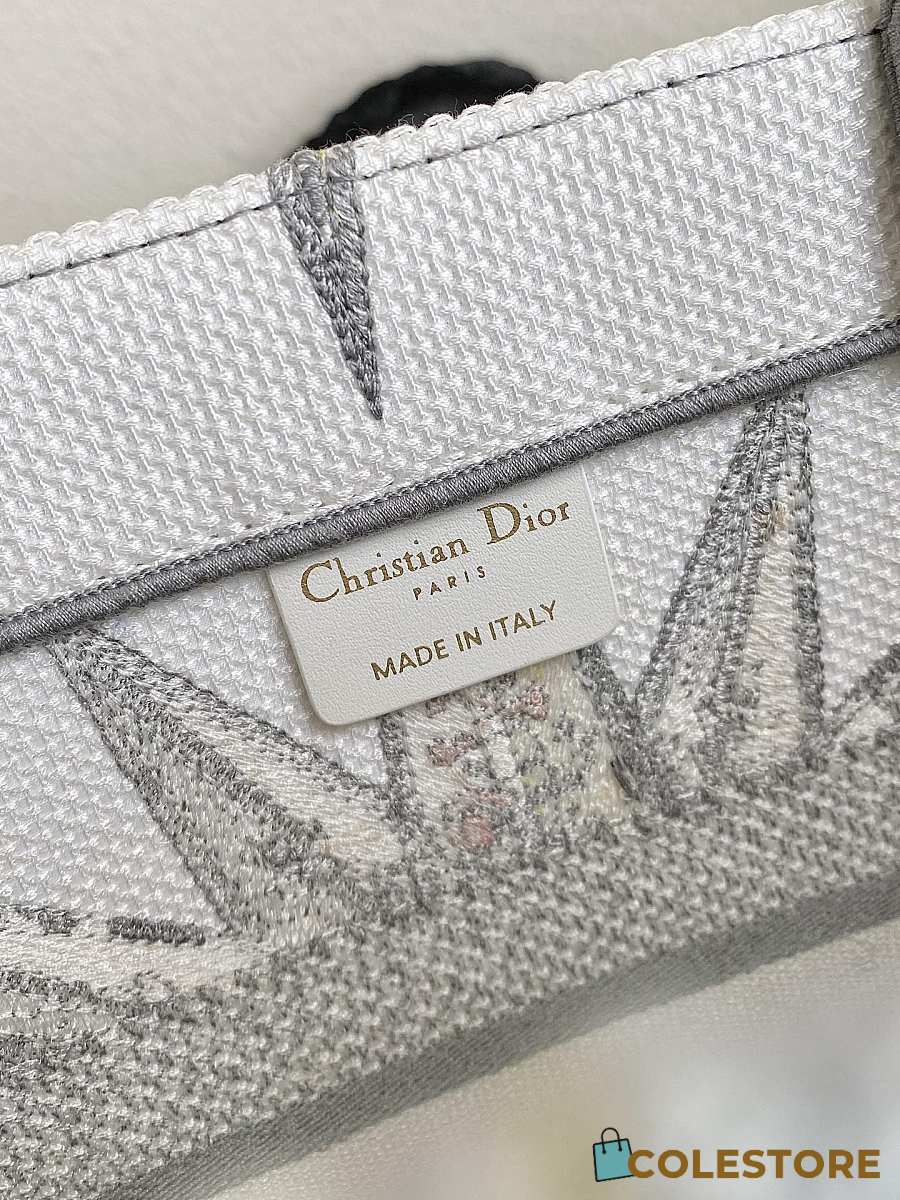 Christian Dior
PARIS
MADE IN ITALY
COLESTORE